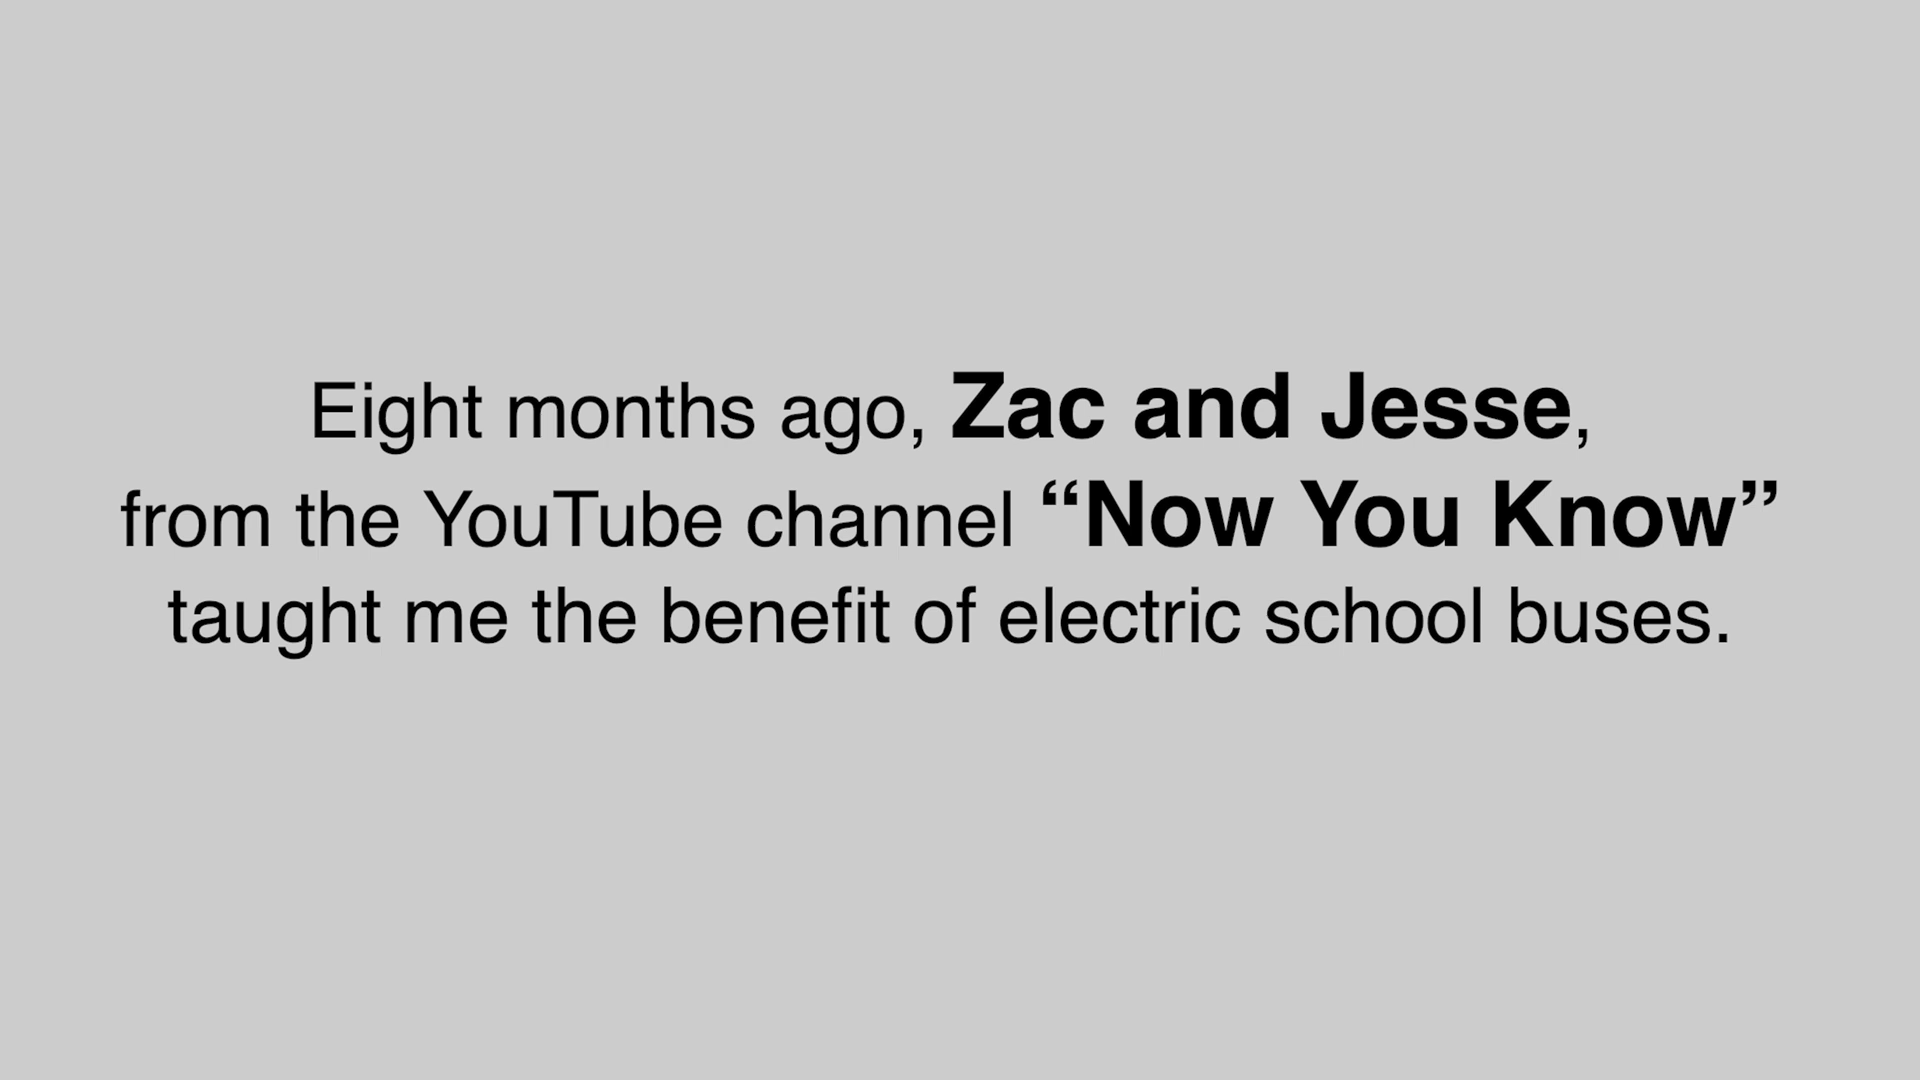 Eight months ago, Zac and Jesse,
from the YouTube channel “Now You Know”
taught me the benefit of electric school buses.